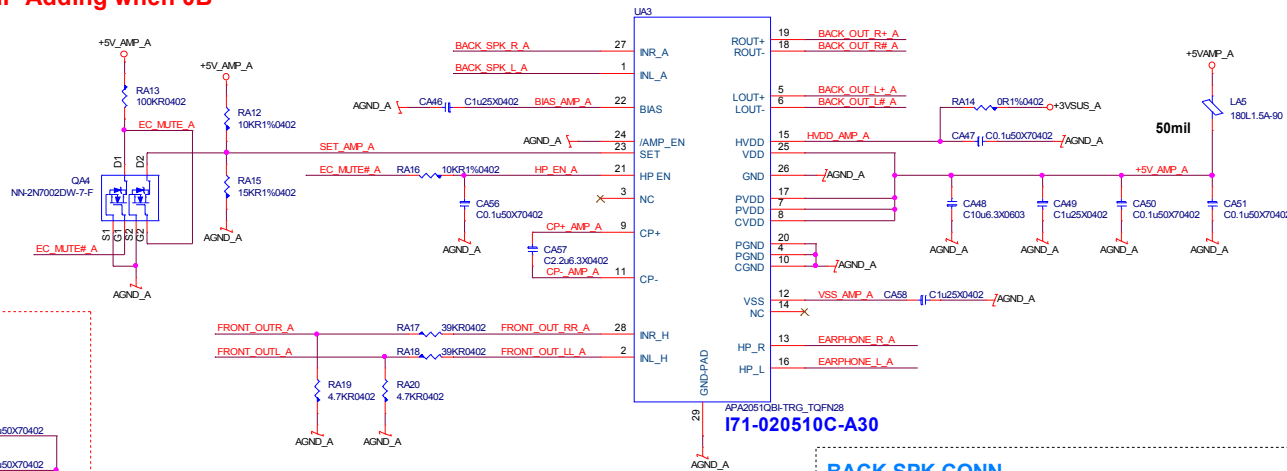 Adding when 0B
UA3
+5V_AMP_A
+5V_AMP_A
RA13
100KR0402
EC_MUTE_A
RA12
10KR1%0402
D1
D2
QA4
NN-2N7002DW-7-F
S1
G1
S2
G2
EC_MUTE#_A
AGND_A
RA15
15KR1%0402
AGND_A
BACK_SPK_R_A
27
INR_A
BACK_SPK_L_A
1
INL_A
AGND_A
CA46
C1u25X0402
BIAS_AMP_A
22
BIAS
AGND_A
24
/AMP_EN
SET_AMP_A
23
SET
EC_MUTE#_A
RA16
10KR1%0402
HP_EN_A
21
HP EN
3
NC
CA56
C0.1u50X70402
AGND_A
CP+_AMP_A
9
CP+
CA57
C2.2u6.3X0402
CP-_AMP_A
11
CP-
FRONT_OUTR_A
RA17
39KR0402
FRONT_OUT_RR_A
28
INR_H
FRONT_OUTL_A
RA18
39KR0402
FRONT_OUT_LL_A
2
INL_H
RA19
4.7KR0402
RA20
4.7KR0402
AGND_A
AGND_A
GND-PAD
29
AGND_A
ROUT+
19
BACK_OUT_R+_A
ROUT-
18
BACK_OUT_R#_A
LOUT+
5
BACK_OUT_L+_A
LOUT-
6
BACK_OUT_L#_A
RA14
0R1%0402
+3VSUS_A
HVDD
15
HVDD_AMP_A
CA47
C0.1u50X70402
AGND_A
VDD
25
GND
26
AGND_A
PVDD
17
PVDD
7
CVDD
8
PGND
20
PGND
4
CGND
10
AGND_A
VSS
12
VSS_AMP_A
CA58
C1u25X0402
AGND_A
NC
14
HP_R
13
EARPHONE_R_A
HP_L
16
EARPHONE_L_A
+5VAMP_A
LA5
180L1.5A-90
50mil
+5V_AMP_A
CA48
C10u6.3X0603
CA49
C1u25X0402
CA50
C0.1u50X70402
CA51
C0.1u50X70402
AGND_A
AGND_A
AGND_A
AGND_A
APA2051QBI-TRG_TQFN28
I71-020510C-A30
u50X70402
u50X70402
BACK SPK CONN